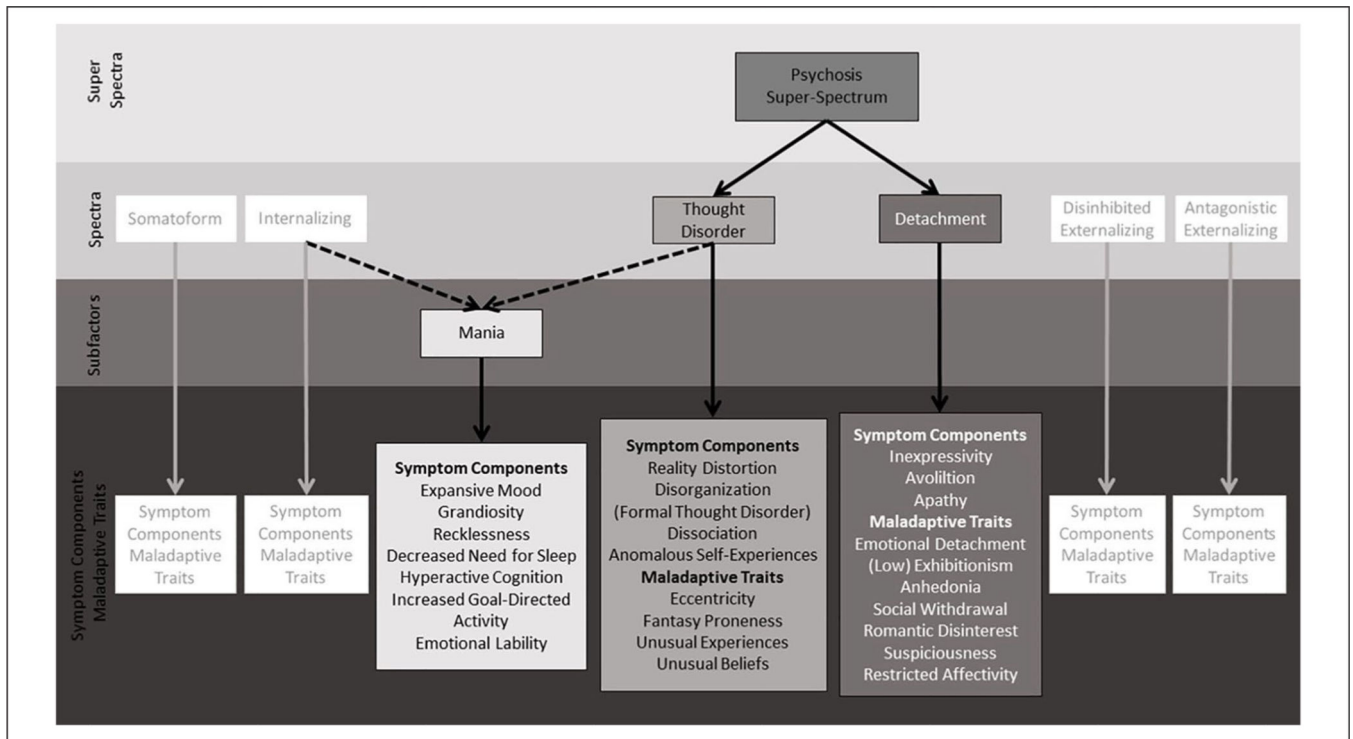 Super
Spectra
Psychosis
Super-Spectrum
Spectra
Somatoform
Internalizing
Thought
Disorder
Detachment
Disinhibited
Externalizing
Antagonistic
Externalizing
Subfactors
Mania
Symptom Components
Maladaptive Traits
Symptom
Components
Maladaptive
Traits
Symptom
Components
Maladaptive
Traits
Symptom Components
Expansive Mood
Grandiosity
Recklessness
Decreased Need for Sleep
Hyperactive Cognition
Increased Goal-Directed
Activity
Emotional Lability
Symptom Components
Reality Distortion
Disorganization
(Formal Thought Disorder)
Dissociation
Anomalous Self-Experiences
Maladaptive Traits
Eccentricity
Fantasy Proneness
Unusual Experiences
Unusual Beliefs
Symptom Components
Inexpressivity
Avoliltion
Apathy
Maladaptive Traits
Emotional Detachment
(Low) Exhibitionism
Anhedonia
Social Withdrawal
Romantic Disinterest
Suspiciousness
Restricted Affectivity
Symptom
Components
Maladaptive
Traits
Symptom
Components
Maladaptive
Traits